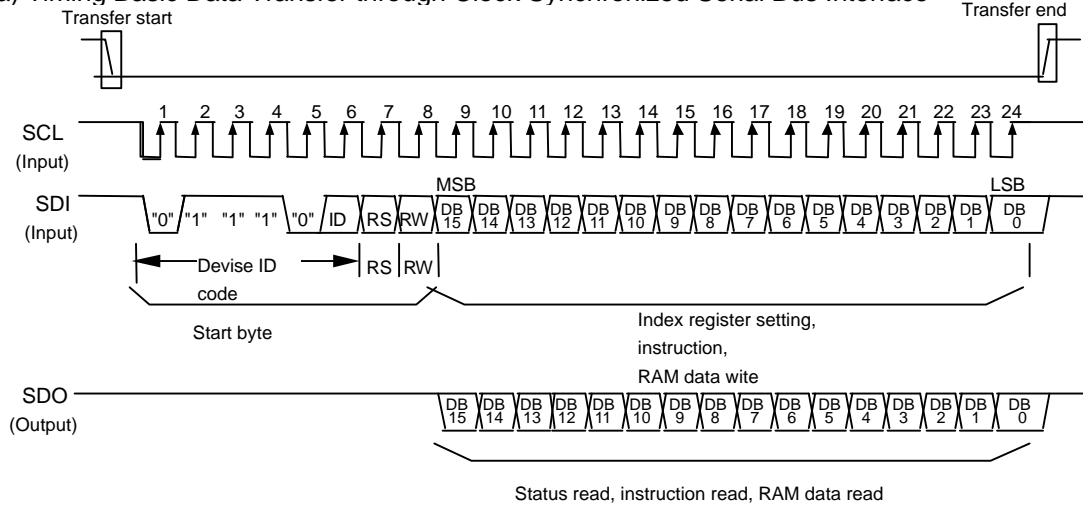 a) Timing Basic Data Transfer through Clock Synchronized Serial Bus Interface
Transfer start
Transfer end
1 2 3 4 5 6 7 8 9 10 11 12 13 14 15 16 17 18 19 20 21 22 23 24
SCL
(Input)
MSB
LSB
SDI
(Input)
"0" "1" "1" "1" "0" ID RS RW DB 15 DB 14 DB 13 DB 12 DB 11 DB 10 DB 9 DB 8 DB 7 DB 6 DB 5 DB 4 DB 3 DB 2 DB 1 DB 0
Devise ID
code
RS RW
Start byte
Index register setting,
instruction,
RAM data wite
SDO
(Output)
DB 15 DB 14 DB 13 DB 12 DB 11 DB 10 DB 9 DB 8 DB 7 DB 6 DB 5 DB 4 DB 3 DB 2 DB 1 DB 0
Status read, instruction read, RAM data read